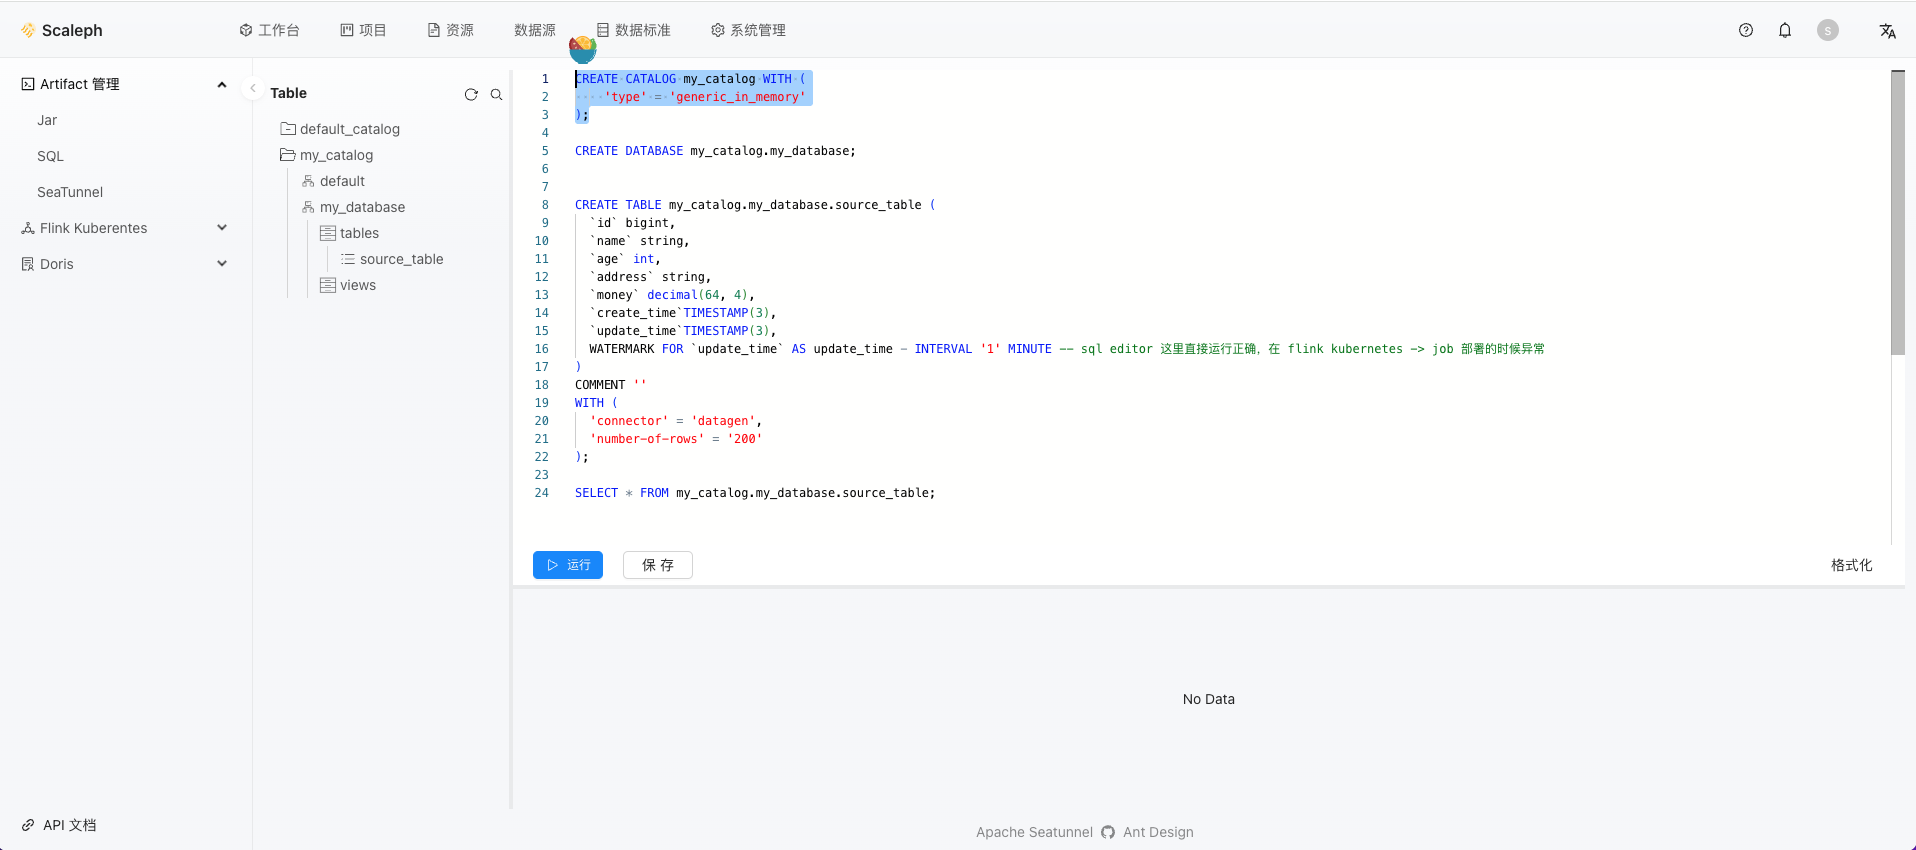 Scaleph
工作台
项目
资源
数据源
数据标准
系统管理
S
Artifact 管理
Jar
SQL
SeaTunnel
Flink Kuberentes
Doris
API 文档
Table
default_catalog
my_catalog
default
my_database
tables
source_table
views
1 CREATE CATALOG my_catalog WITH (
2 ····'type' = 'generic_in_memory'
3 );
4
5 CREATE DATABASE my_catalog.my_database;
6
7
8 CREATE TABLE my_catalog.my_database.source_table (
9 `id` bigint,
10 `name` string,
11 `age` int,
12 `address` string,
13 `money` decimal(64, 4),
14 `create_time`TIMESTAMP(3),
15 `update_time`TIMESTAMP(3),
16 WATERMARK FOR `update_time` AS update_time - INTERVAL '1' MINUTE -- sql editor 这里直接运行正确，在 flink kubernetes -> job 部署的时候异常
17 )
18 COMMENT ''
19 WITH (
20 'connector' = 'datagen',
21 'number-of-rows' = '200'
22 );
23
24 SELECT * FROM my_catalog.my_database.source_table;
运行
保 存
格式化
No Data
Apache Seatunnel Ant Design